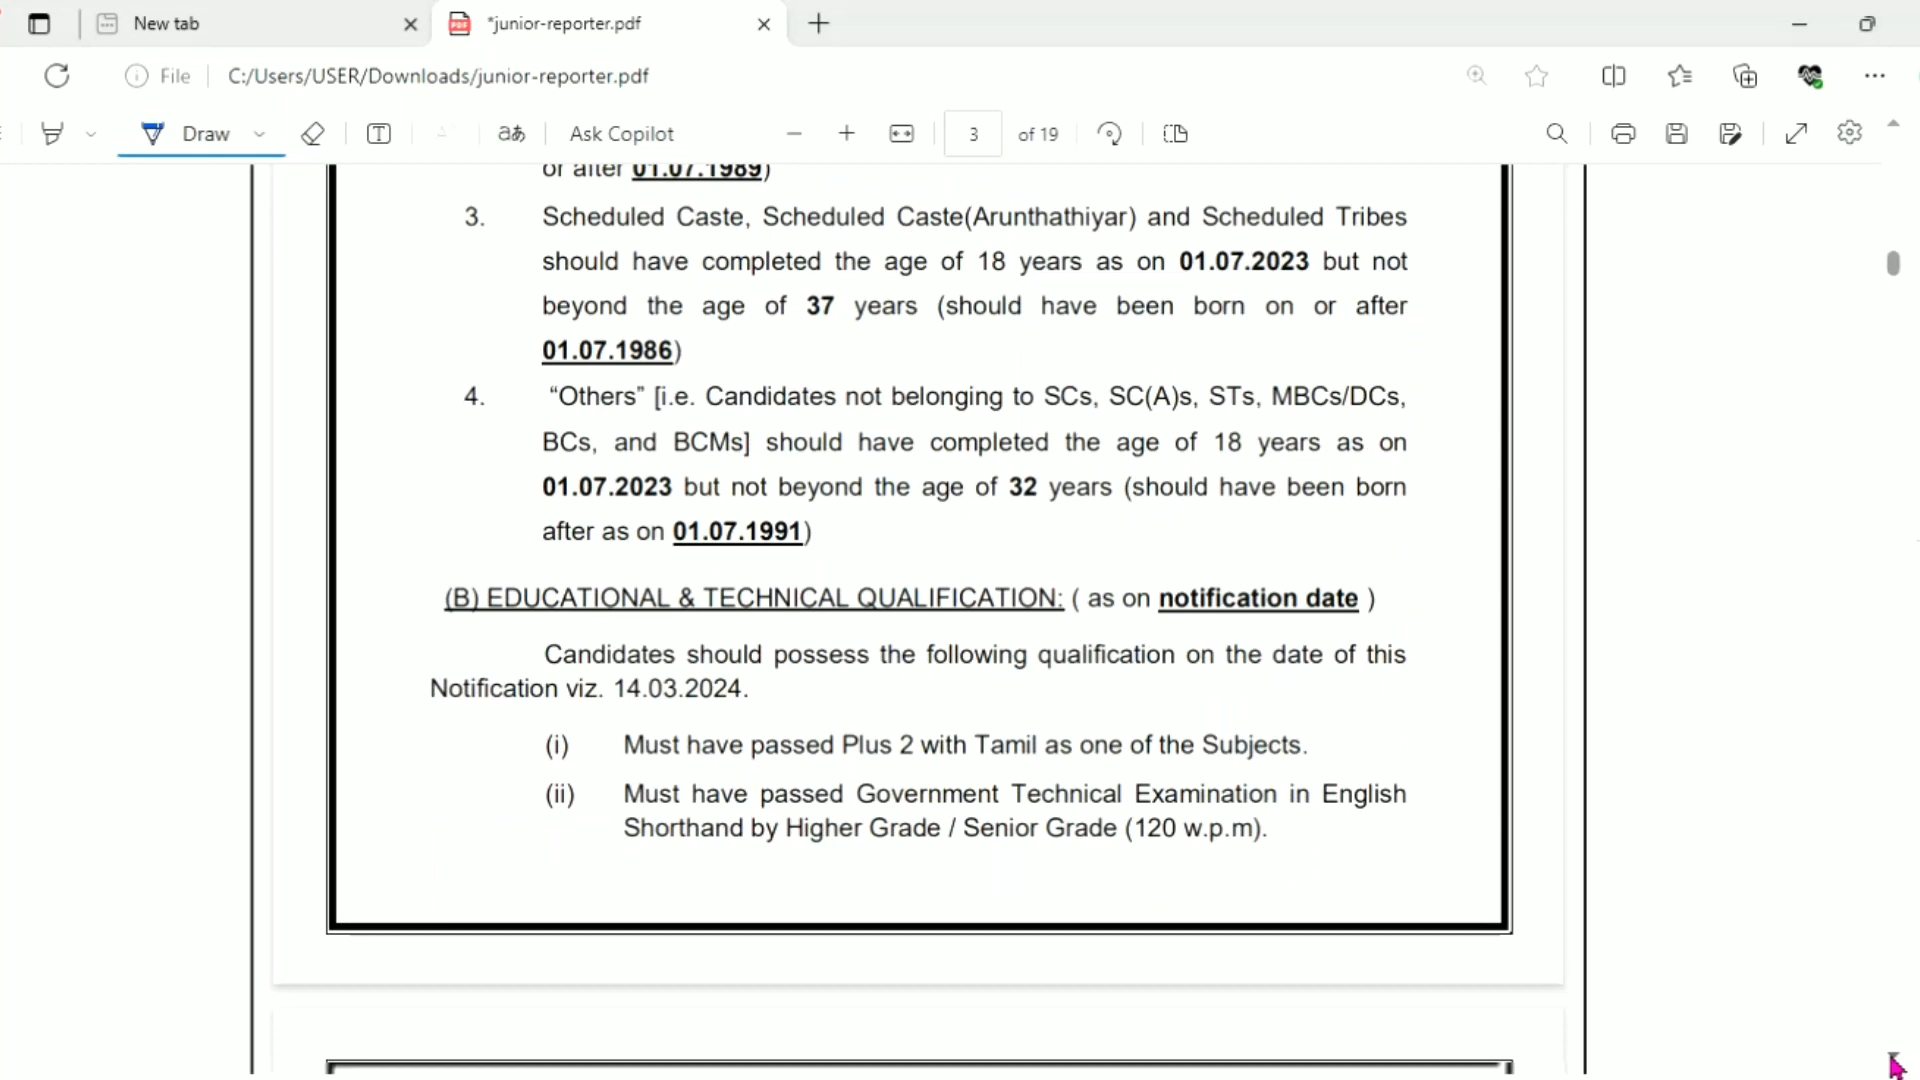 New tab
*junior-reporter.pdf
File C:/Users/USER/Downloads/junior-reporter.pdf
Draw aあ Ask Copilot 3 of 19
or after 01.07.1989)
3. Scheduled Caste, Scheduled Caste(Arunthathiyar) and Scheduled Tribes
should have completed the age of 18 years as on 01.07.2023 but not
beyond the age of 37 years (should have been born on or after
01.07.1986)
4. “Others” [i.e. Candidates not belonging to SCs, SC(A)s, STs, MBCs/DCs,
BCs, and BCMs] should have completed the age of 18 years as on
01.07.2023 but not beyond the age of 32 years (should have been born
after as on 01.07.1991)
(B) EDUCATIONAL & TECHNICAL QUALIFICATION: ( as on notification date )
Candidates should possess the following qualification on the date of this
Notification viz. 14.03.2024.
(i) Must have passed Plus 2 with Tamil as one of the Subjects.
(ii) Must have passed Government Technical Examination in English
Shorthand by Higher Grade / Senior Grade (120 w.p.m).